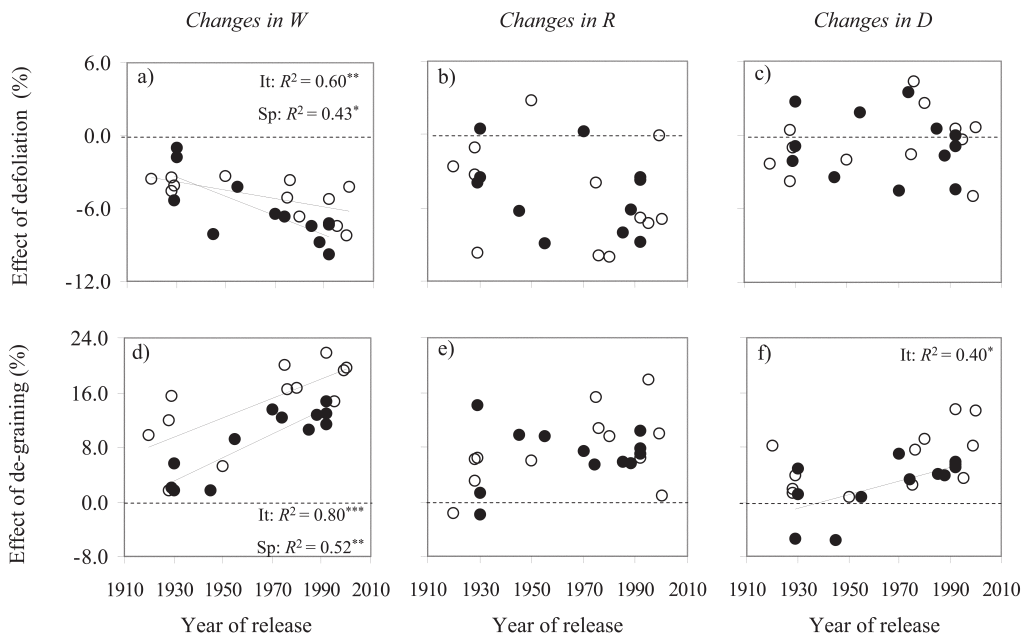 Changes in W
Changes in R
Changes in D
Effect of defoliation (%)
6.0
0.0
-6.0
-12.0
a)
It: R² = 0.60**
Sp: R² = 0.43*
b)
c)
Effect of de-graining (%)
24.0
16.0
8.0
0.0
-8.0
d)
It: R² = 0.80***
Sp: R² = 0.52**
e)
f)
It: R² = 0.40*
1910 1930 1950 1970 1990 2010
1910 1930 1950 1970 1990 2010
1910 1930 1950 1970 1990 2010
Year of release
Year of release
Year of release